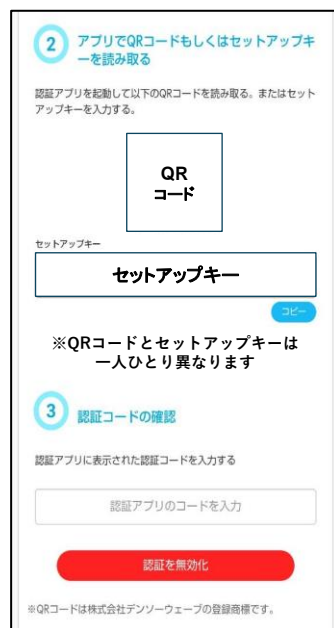 2
アプリでQRコードもしくはセットアップキ
ーを読み取る
認証アプリを起動して以下のQRコードを読み取る。またはセット
アップキーを入力する。
QR
コード
セットアップキー
セットアップキー
コピー
※QRコードとセットアップキーは
一人ひとり異なります
3
認証コードの確認
認証アプリに表示された認証コードを入力する
認証アプリのコードを入力
認証を無効化
※QRコードは株式会社デンソーウェーブの登録商標です。